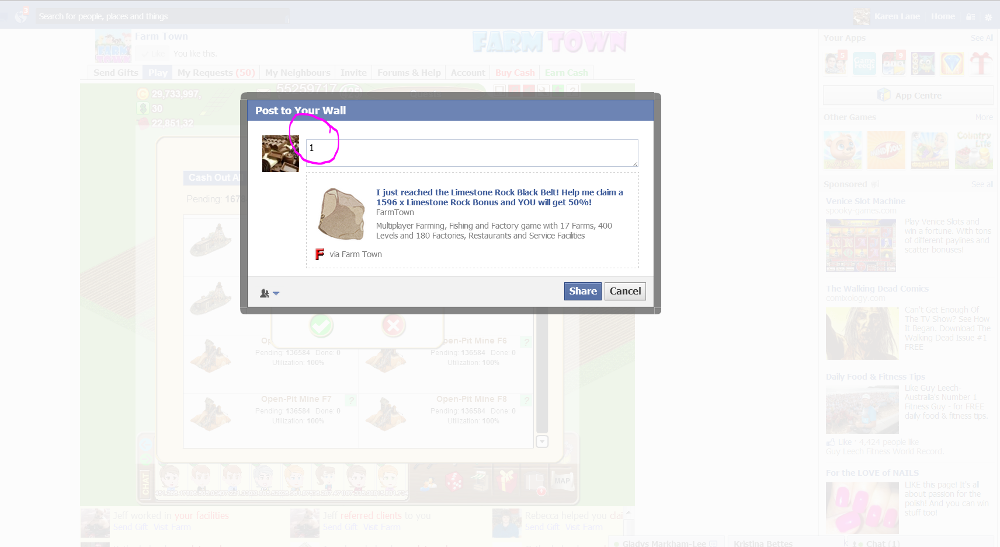 3
Search for people, places and things
Karen Lane
Home
Farm Town
Like
You like this.
FARM TOWN
Send Gifts
Play
My Requests (50)
My Neighbours
Invite
Forums & Help
Account
Buy Cash
Earn Cash
29,733,997,
30
22,851,32
55259717
Quests
Post to Your Wall
1
I just reached the Limestone Rock Black Belt! Help me claim a
1596 x Limestone Rock Bonus and YOU will get 50%!
FarmTown
Multiplayer Farming, Fishing and Factory game with 17 Farms, 400
Levels and 180 Factories, Restaurants and Service Facilities
F via Farm Town
Share
Cancel
Cash Out Al
Pending: 1678
Op
pen-Pit Mine F6
?
Pending: 136584 Done: 0
Utilization: 100%
Pending: 136584 Done: 0
Utilization: 100%
Open-Pit Mine F7
?
Pending: 136584 Done: 0
Utilization: 100%
Open-Pit Mine F8
?
Pending: 136584 Done: 0
Utilization: 100%
CHAT
MAP
Jeff worked in your facilities
Send Gift Visit Farm
Jeff referred clients to you
Send Gift Visit Farm
Rebecca helped you clai
Send Gift Visit Farm
Your Apps
See All
5
9
App Centre
Other Games
More
Country
Life
Sponsored
See all
Venice Slot Machine
spooky-games.com
Play Venice Slots and
win a fortune. With tons
of different paylines and
scatter bonuses!
The Walking Dead Comics
comixology.com
Can't Get Enough Of
The TV Show? See How
It Began. Download The
Walking Dead Issue #1
FREE
Daily Food & Fitness Tips
Like Guy Leech-
Australia's Number 1
Fitness Guy - for FREE
daily food & fitness tips.
Like · 4,424 people like
Guy Leech Fitness World Record.
For the LOVE of NAILS
LIKE this page! It's all
about passion for the
polish! And you can win
stuff too!
Gladys Markham-Lee
Kristina Bettes
Chat (1)